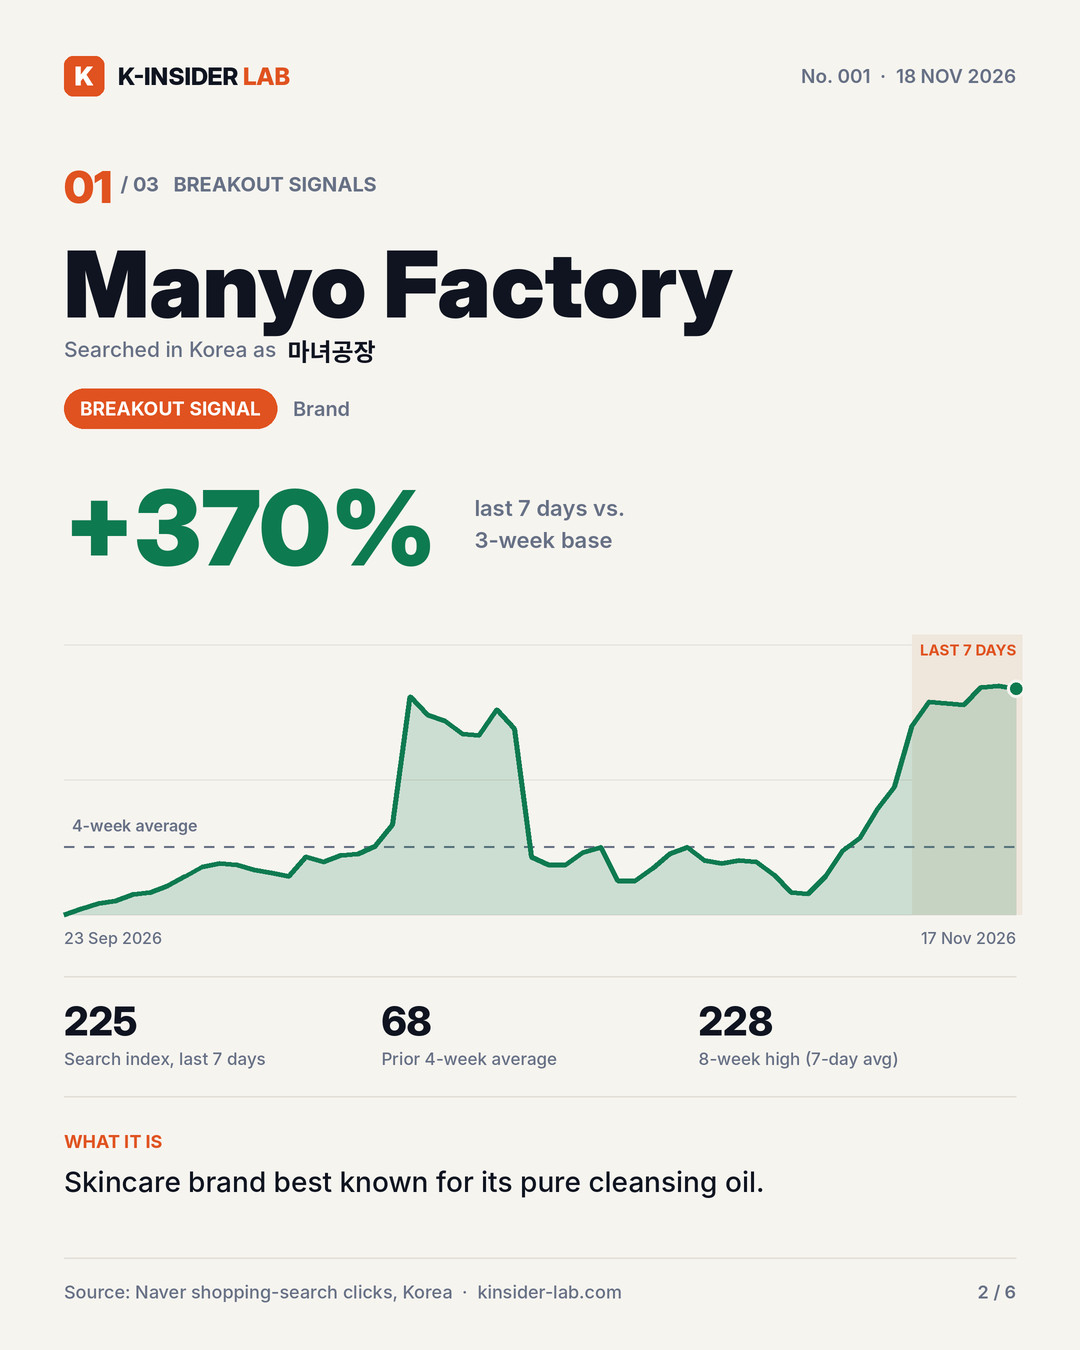 K K-INSIDER LAB
No. 001 · 18 NOV 2026
01 / 03 BREAKOUT SIGNALS
Manyo Factory
Searched in Korea as 마녀공장
BREAKOUT SIGNAL Brand
+370%
last 7 days vs.
3-week base
LAST 7 DAYS
4-week average
23 Sep 2026
17 Nov 2026
225
Search index, last 7 days
68
Prior 4-week average
228
8-week high (7-day avg)
WHAT IT IS
Skincare brand best known for its pure cleansing oil.
Source: Naver shopping-search clicks, Korea · kinsider-lab.com
2 / 6